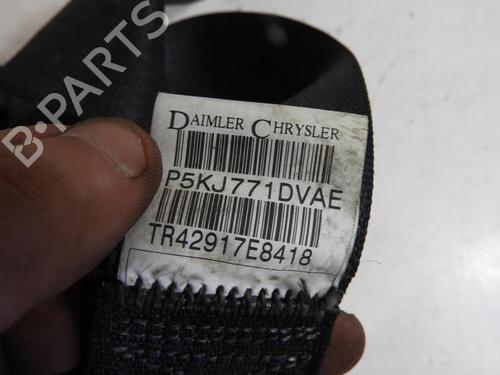 B-PARTS
DAIMLER CHRYSLER
P5KJ771DVAE
TR42917E8418